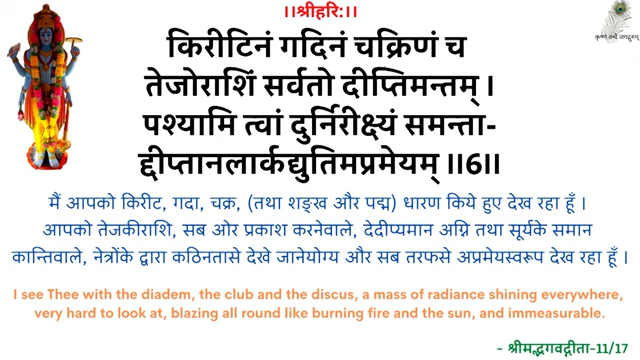 ।।श्रीहरि:।।
किरीटिनं गदिनं चक्रिणं च
तेजोराशिं सर्वतो दीप्तिमन्तम् ।
पश्यामि त्वां दुर्निरीक्ष्यं समन्ता-
द्दीप्तानलार्कद्युतिमप्रमेयम् ।।6।।
मैं आपको किरीट, गदा, चक्र, (तथा शङ्ख और पद्म) धारण किये हुए देख रहा हूँ ।
आपको तेजकीराशि, सब ओर प्रकाश करनेवाले, देदीप्यमान अग्नि तथा सूर्यके समान
कान्तिवाले, नेत्रोंके द्वारा कठिनतासे देखे जानेयोग्य और सब तरफसे अप्रमेयस्वरूप देख रहा हूँ ।
I see Thee with the diadem, the club and the discus, a mass of radiance shining everywhere,
very hard to look at, blazing all round like burning fire and the sun, and immeasurable.
- श्रीमद्भगवद्गीता-11/17
कृष्णं वन्दे जगद्गुरुम्